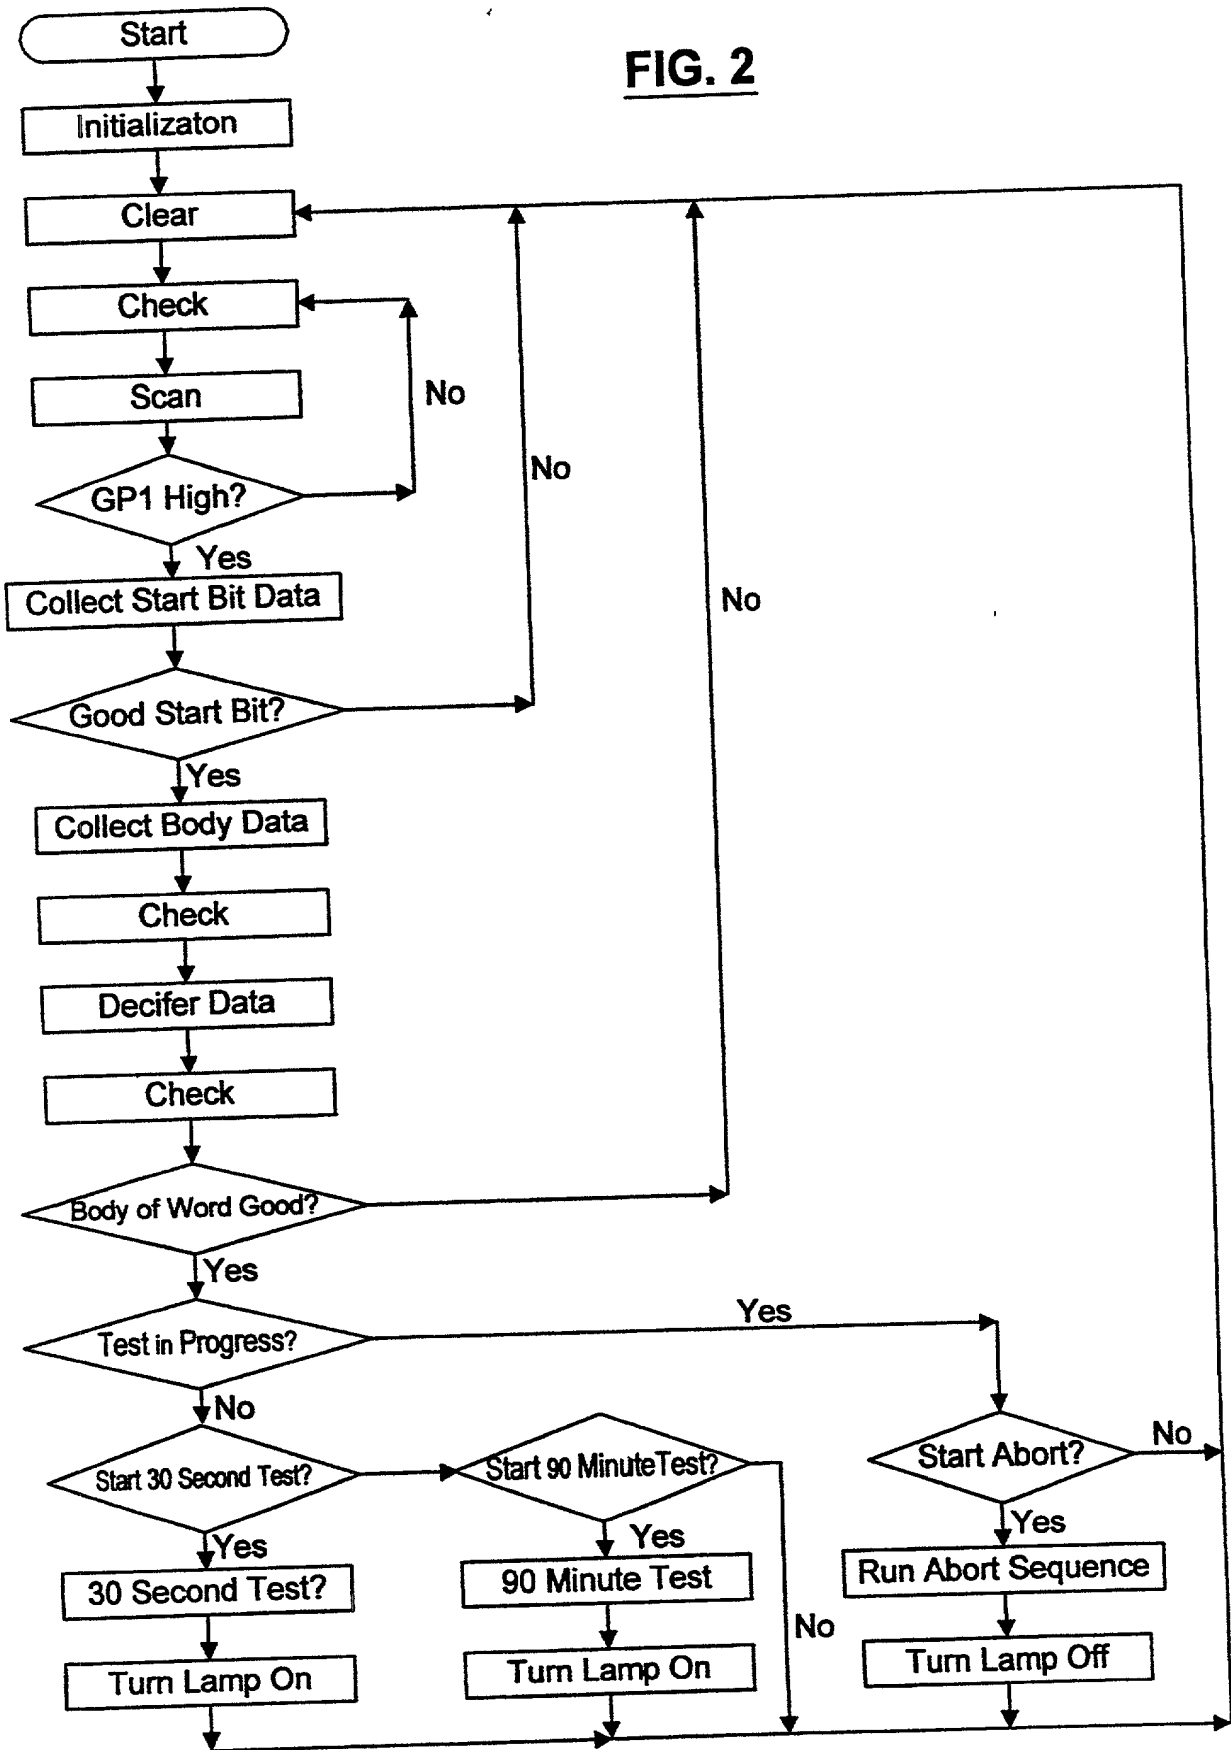 Start
FIG. 2
Initializaton
Clear
Check
Scan
No
GP1 High?
No
Yes
Collect Start Bit Data
No
Good Start Bit?
Yes
Collect Body Data
Check
Decifer Data
Check
Body of Word Good?
Yes
Test in Progress?
Yes
No
Start 30 Second Test?
Start 90 MinuteTest?
Start Abort?
No
Yes
Yes
Yes
30 Second Test?
90 Minute Test
Run Abort Sequence
No
Turn Lamp On
Turn Lamp On
Turn Lamp Off